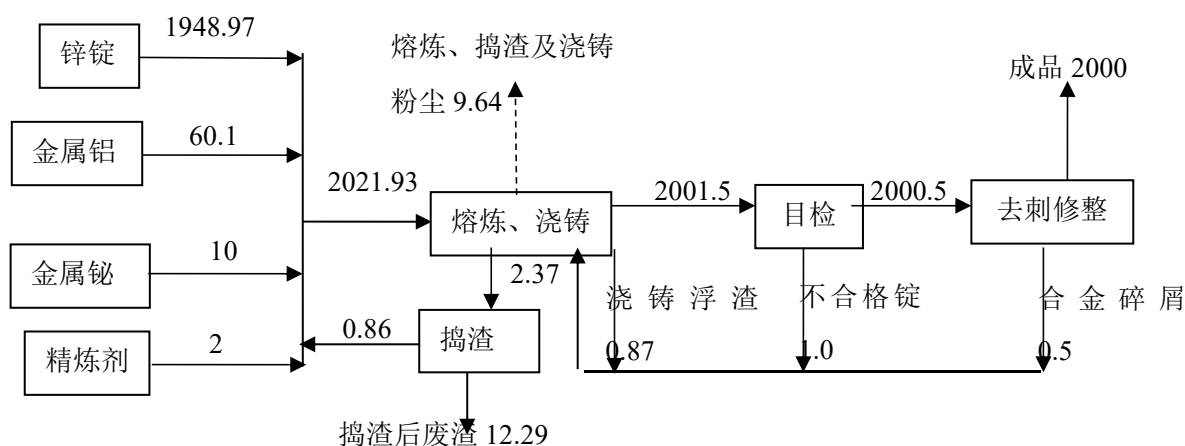 1948.97
锌锭
熔炼、捣渣及浇铸
成品 2000
粉尘 9.64
60.1
金属铝
2021.93
2001.5
2000.5
熔炼、浇铸
目检
去刺修整
10
金属铋
2.37
浇铸浮渣
不合格锭
合金碎屑
2
精炼剂
0.86
捣渣
0.87
1.0
0.5
捣渣后废渣 12.29